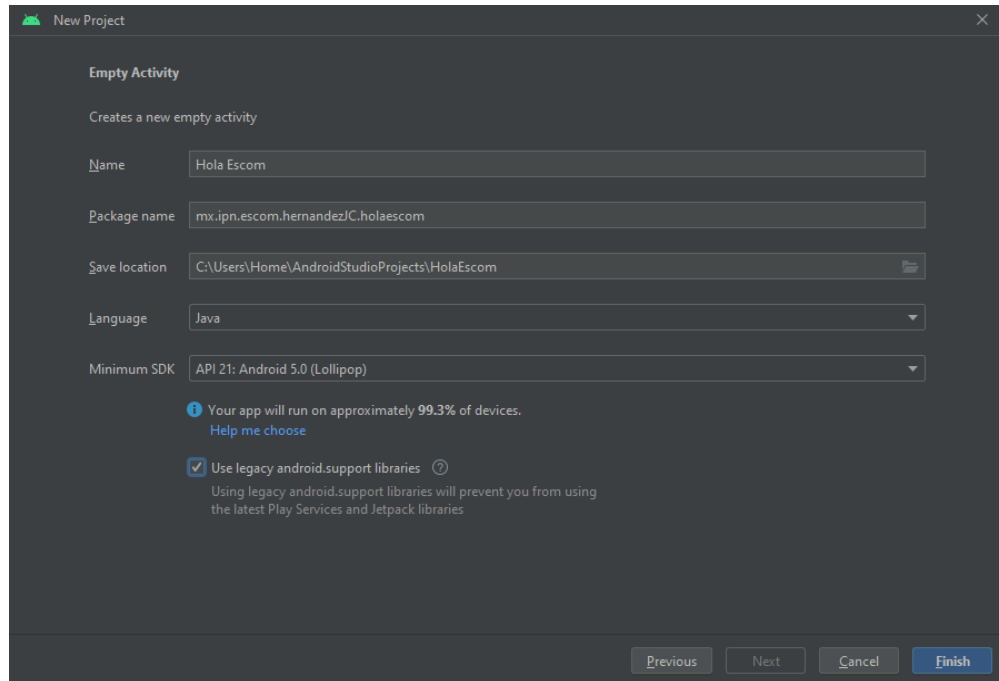 New Project
Empty Activity
Creates a new empty activity
Name Hola Escom
Package name mx.ipn.escom.hernandezJC.holaescom
Save location C:\Users\Home\AndroidStudioProjects\HolaEscom
Language Java
Minimum SDK API 21: Android 5.0 (Lollipop)
Your app will run on approximately 99.3% of devices.
Help me choose
Use legacy android.support libraries ?
Using legacy android.support libraries will prevent you from using
the latest Play Services and Jetpack libraries
Previous Next Cancel Finish